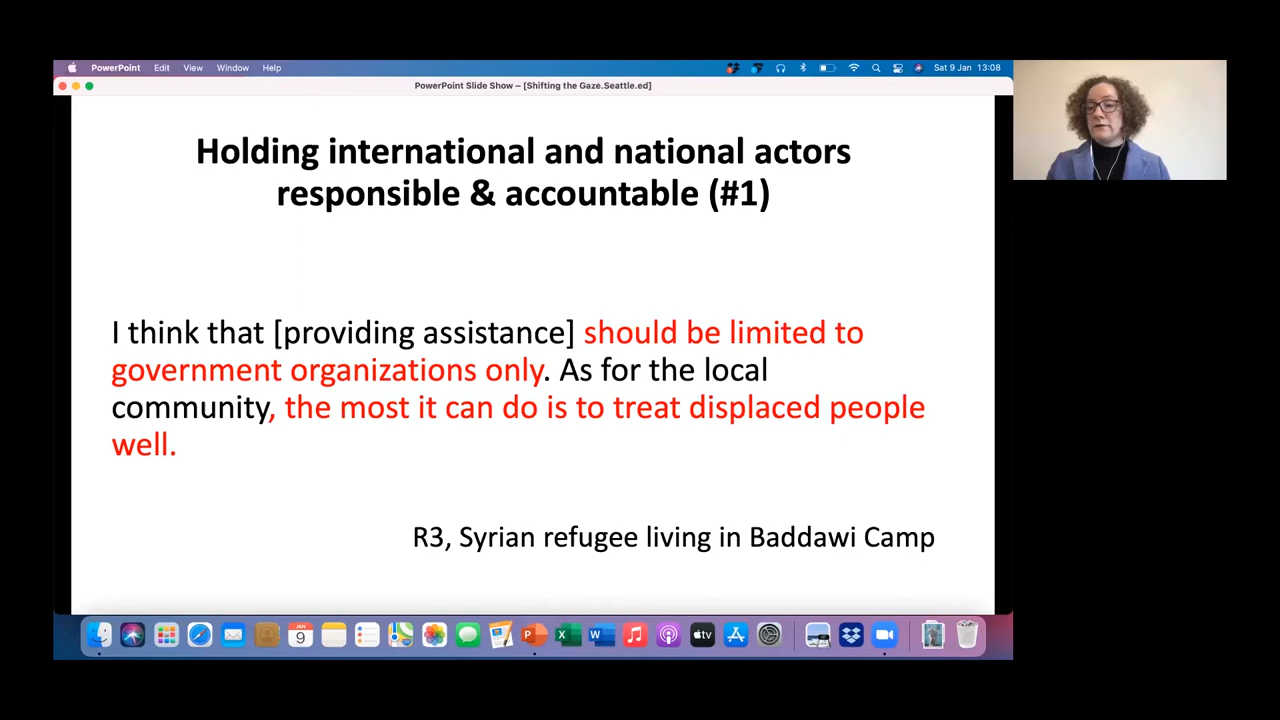 PowerPoint Edit View Window Help Sat 9 Jan 13:08
PowerPoint Slide Show – [Shifting the Gaze.Seattle.ed]
Holding international and national actors
responsible & accountable (#1)
I think that [providing assistance] should be limited to
government organizations only. As for the local
community, the most it can do is to treat displaced people
well.
R3, Syrian refugee living in Baddawi Camp
JAN
9
P
X
W
tv